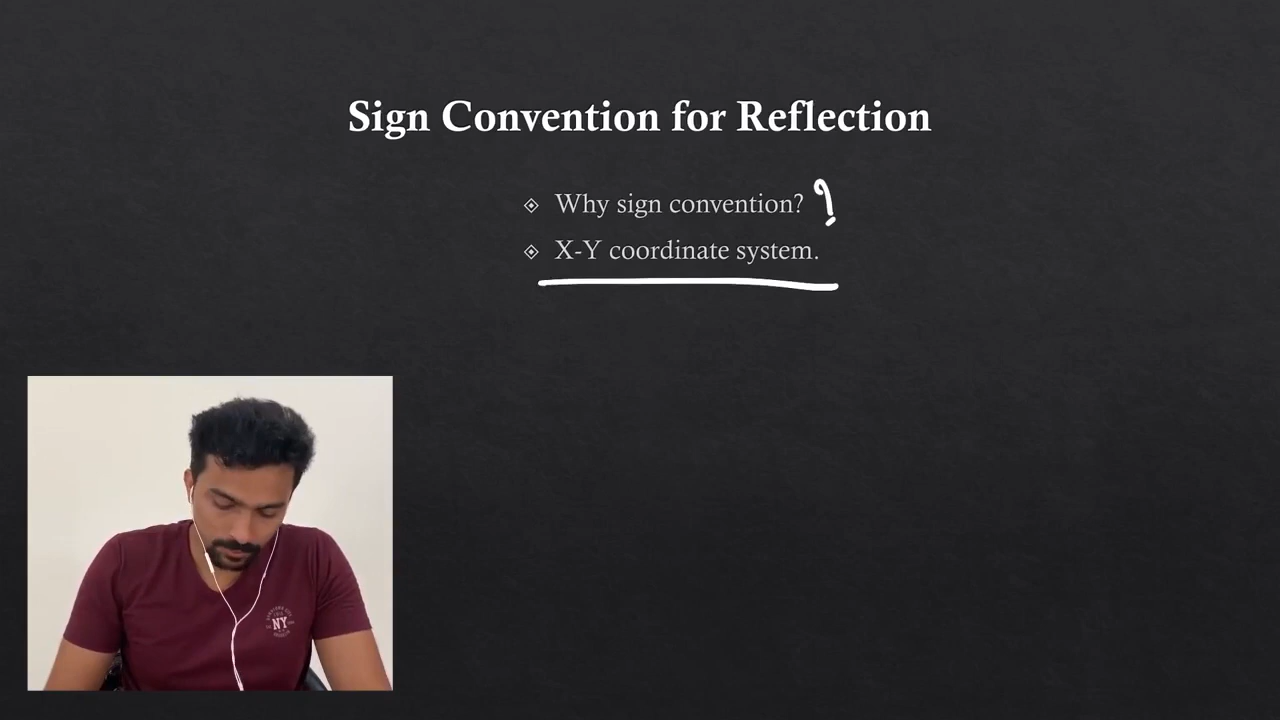 Sign Convention for Reflection
Why sign convention? ?
X-Y coordinate system.
NY